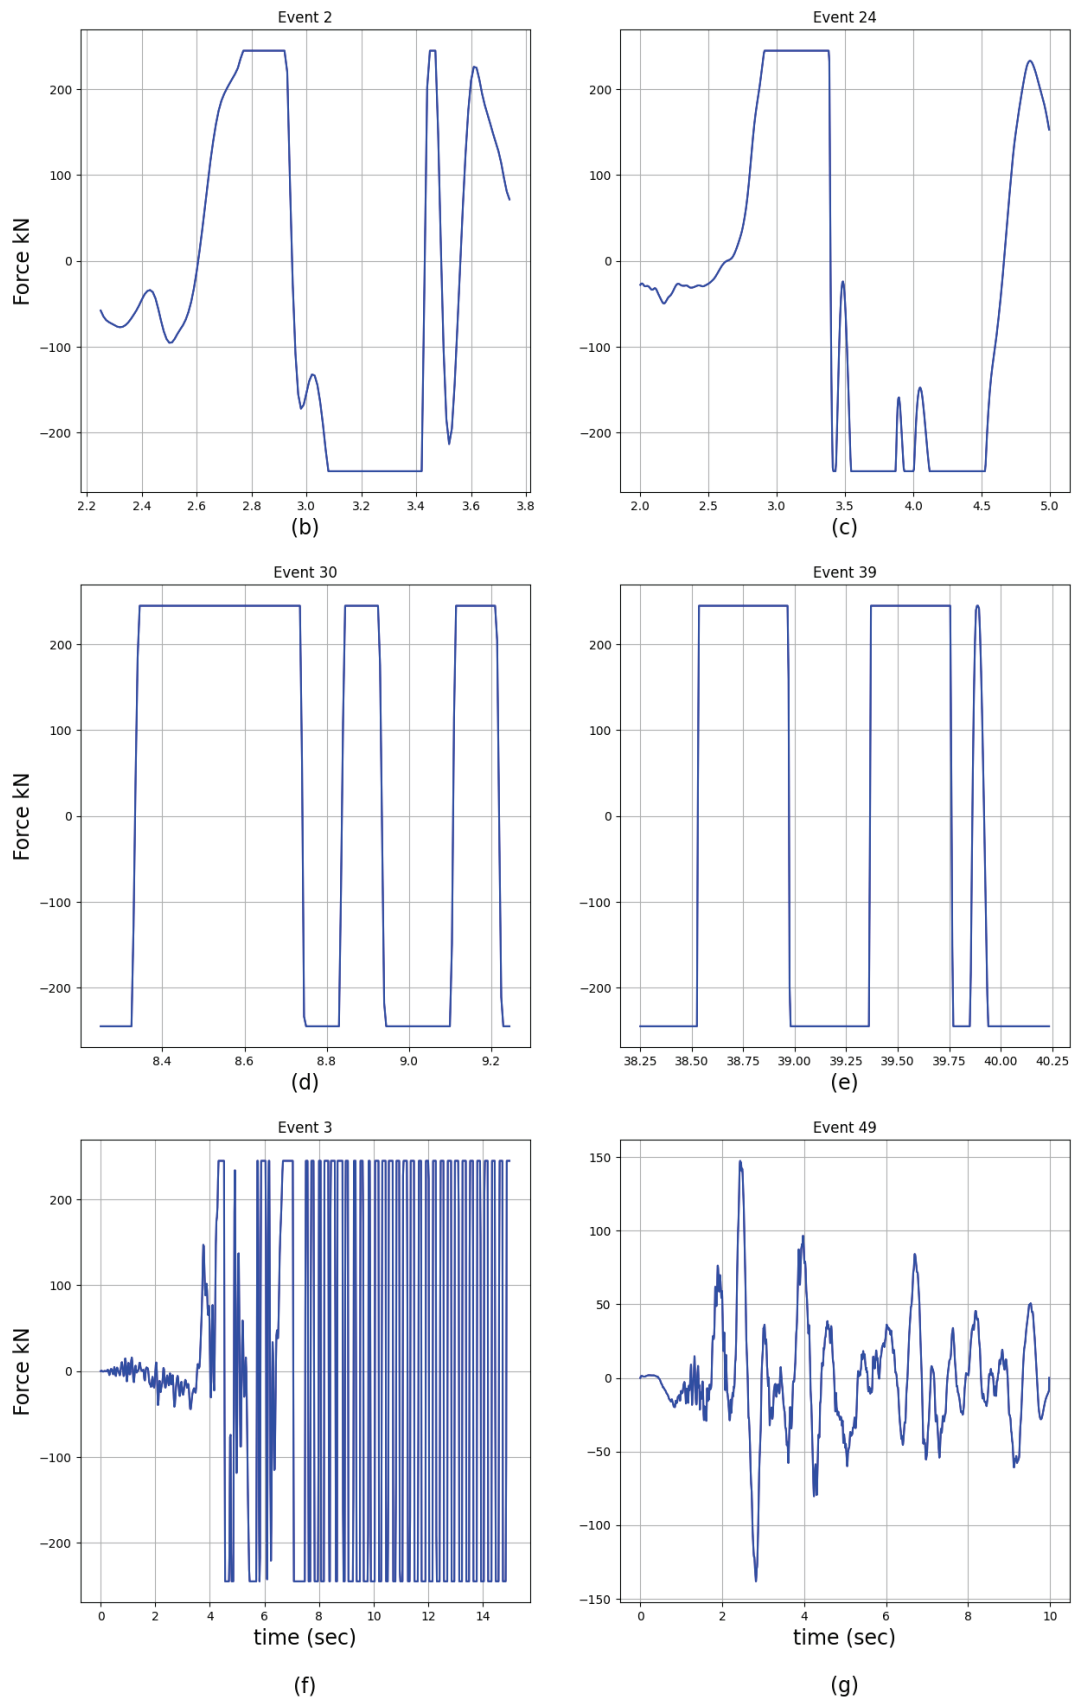 Event 2
Event 24
Force kN
200
100
0
−100
−200
2.2 2.4 2.6 2.8 3.0 3.2 3.4 3.6 3.8
(b)
200
100
0
−100
−200
2.0 2.5 3.0 3.5 4.0 4.5 5.0
(c)
Event 30
Event 39
Force kN
200
100
0
−100
−200
8.4 8.6 8.8 9.0 9.2
(d)
200
100
0
−100
−200
38.25 38.50 38.75 39.00 39.25 39.50 39.75 40.00 40.25
(e)
Event 3
Event 49
Force kN
200
100
0
−100
−200
0 2 4 6 8 10 12 14
time (sec)
(f)
150
100
50
0
−50
−100
−150
0 2 4 6 8 10
time (sec)
(g)